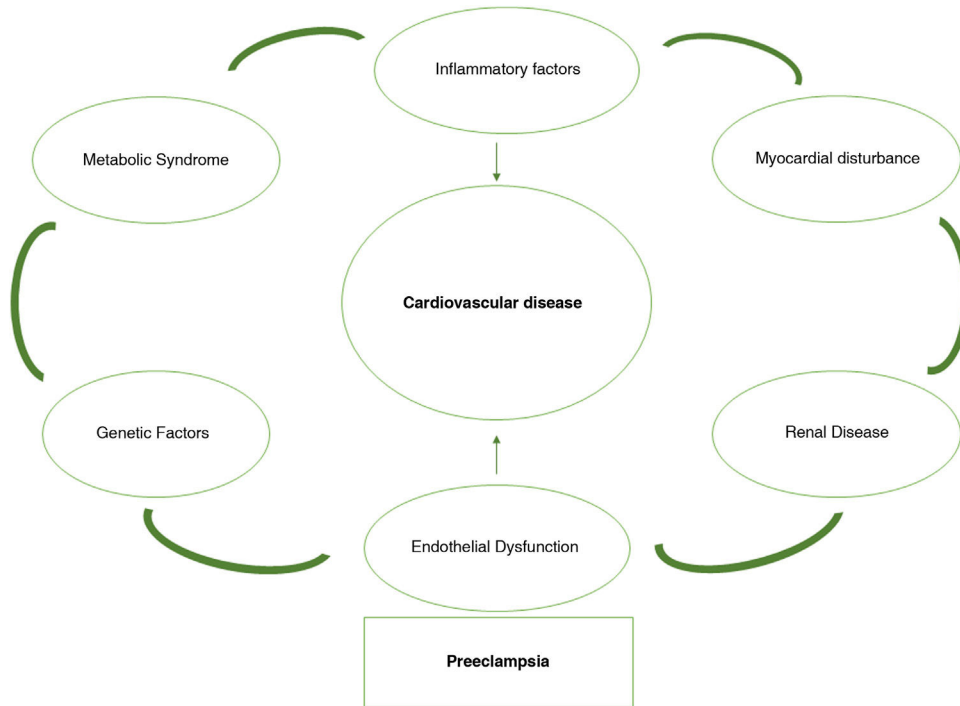 Inflammatory factors
Metabolic Syndrome
Myocardial disturbance
Cardiovascular disease
Genetic Factors
Renal Disease
Endothelial Dysfunction
Preeclampsia